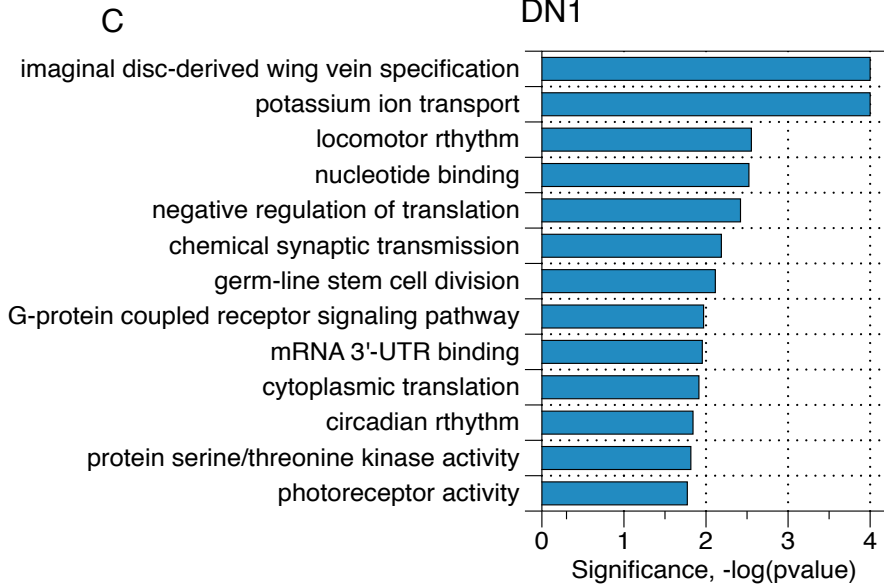 C
DN1
imaginal disc-derived wing vein specification
potassium ion transport
locomotor rthythm
nucleotide binding
negative regulation of translation
chemical synaptic transmission
germ-line stem cell division
G-protein coupled receptor signaling pathway
mRNA 3'-UTR binding
cytoplasmic translation
circadian rthythm
protein serine/threonine kinase activity
photoreceptor activity
0 1 2 3 4
Significance, -log(pvalue)